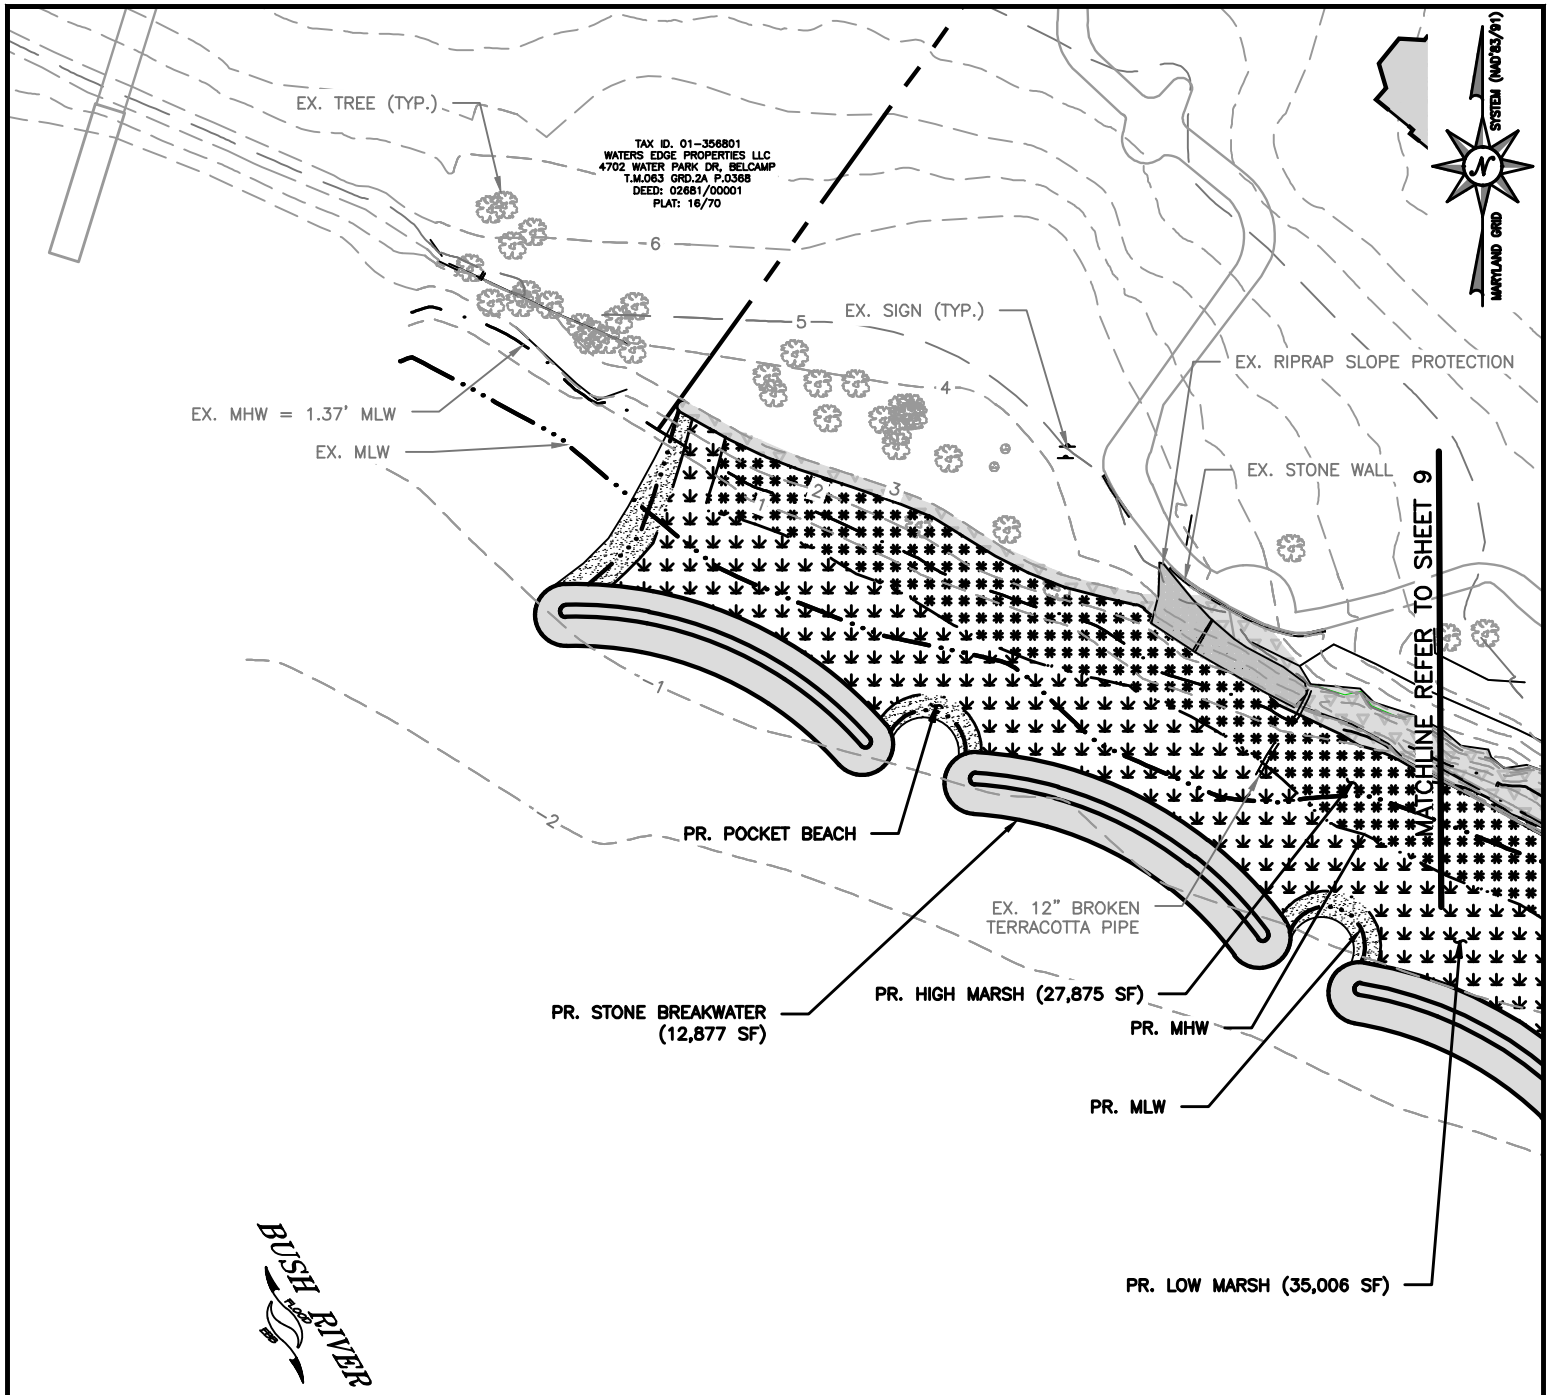 EX. TREE (TYP.)
TAX ID. 01-356801
WATERS EDGE PROPERTIES LLC
4702 WATER PARK DR, BELCAMP
T.M.063 GRD.2A P.0368
DEED: 02681/00001
PLAT: 16/70
SYSTEM (NAD'83/91)
N
MARYLAND GRID
6
5
EX. SIGN (TYP.)
4
EX. RIPRAP SLOPE PROTECTION
EX. MHW = 1.37' MLW
EX. MLW
EX. STONE WALL
3
2
1
MATCHLINE REFER TO SHEET 9
-1
-2
PR. POCKET BEACH
EX. 12" BROKEN
TERRACOTTA PIPE
PR. STONE BREAKWATER
(12,877 SF)
PR. HIGH MARSH (27,875 SF)
PR. MHW
PR. MLW
PR. LOW MARSH (35,006 SF)
BUSH RIVER
FLOOD
EBB